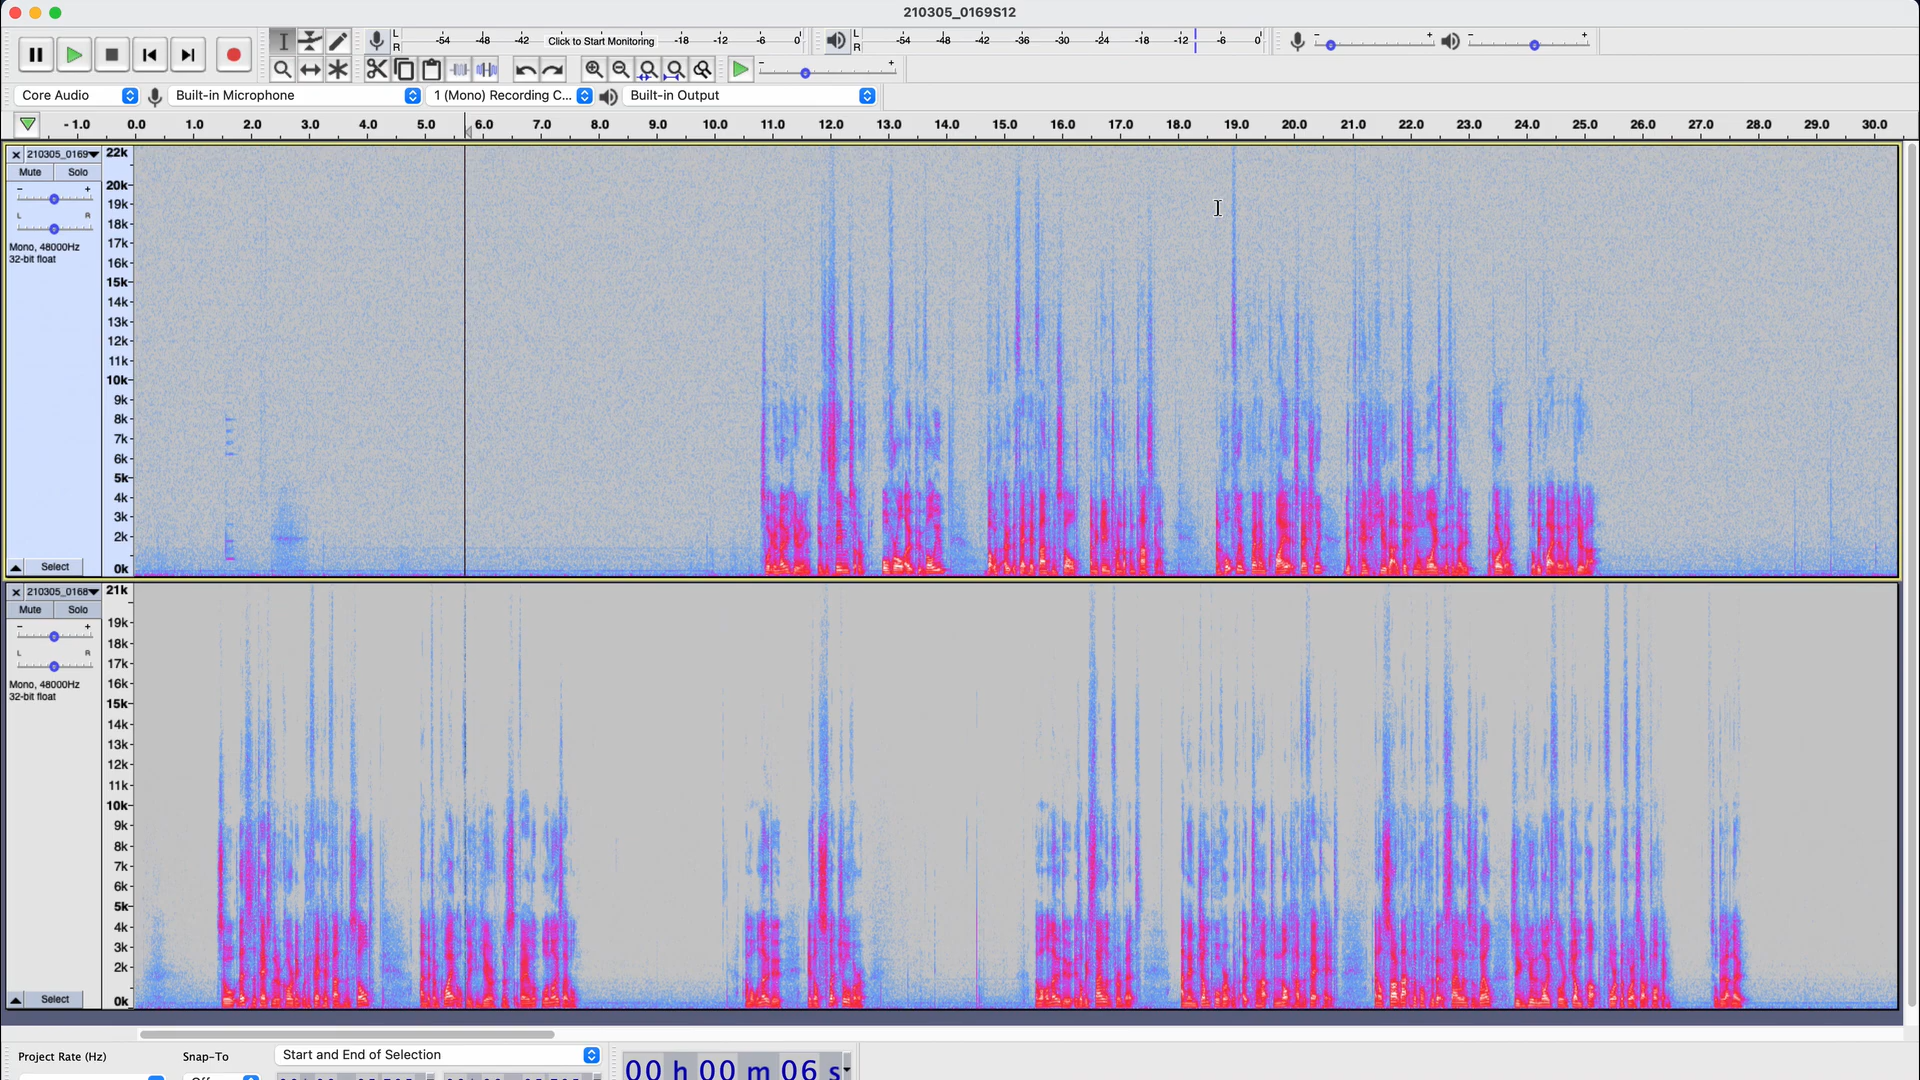 210305_0169S12
L
R
-54 -48 -42 Click to Start Monitoring -18 -12 -6 0
L
R
-54 -48 -42 -36 -30 -24 -18 -12 -6 0
- + - +
- +
Core Audio Built-in Microphone 1 (Mono) Recording C... Built-in Output
- 1.0 0.0 1.0 2.0 3.0 4.0 5.0 6.0 7.0 8.0 9.0 10.0 11.0 12.0 13.0 14.0 15.0 16.0 17.0 18.0 19.0 20.0 21.0 22.0 23.0 24.0 25.0 26.0 27.0 28.0 29.0 30.0
210305_0169
Mute Solo
- +
L R
Mono, 48000Hz
32-bit float
Select
22k
20k
19k
18k
17k
16k
15k
14k
13k
12k
11k
10k
9k
8k
7k
6k
5k
4k
3k
2k
0k
210305_0168
Mute Solo
- +
L R
Mono, 48000Hz
32-bit float
Select
21k
19k
18k
17k
16k
15k
14k
13k
12k
11k
10k
9k
8k
7k
6k
5k
4k
3k
2k
0k
Project Rate (Hz) Snap-To Start and End of Selection
00 h 00 m 06 s